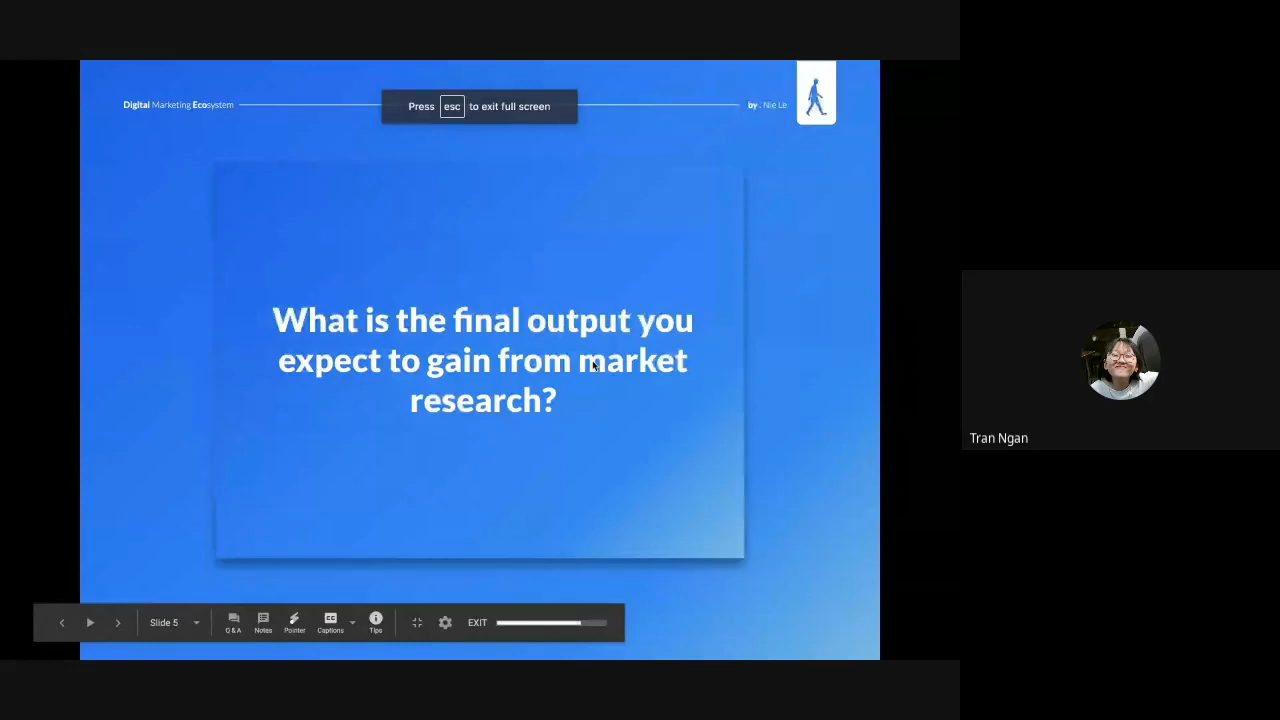 Digital Marketing Ecosystem
Press esc to exit full screen
by . Nie Le
What is the final output you
expect to gain from market
research?
Tran Ngan
Slide 5
Q & A
Notes
Pointer
CC
Captions
Tips
EXIT